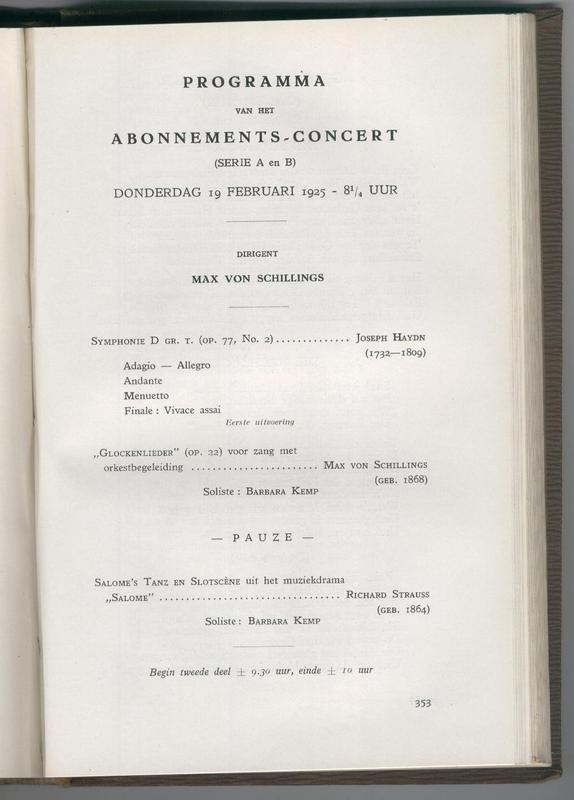 PROGRAMMA
VAN HET
ABONNEMENTS-CONCERT
(SERIE A en B)
DONDERDAG 19 FEBRUARI 1925 - 8¹/₄ UUR
DIRIGENT
MAX VON SCHILLINGS
SYMPHONIE D GR. T. (OP. 77, No. 2) .............. JOSEPH HAYDN
(1732—1809)
Adagio — Allegro
Andante
Menuetto
Finale : Vivace assai
Eerste uitvoering
„GLOCKENLIEDER” (OP. 22) voor zang met
orkestbegeleiding ........................ MAX VON SCHILLINGS
(GEB. 1868)
Soliste : BARBARA KEMP
— PAUZE —
SALOME'S TANZ EN SLOTSCÈNE uit het muziekdrama
„SALOME” .................................. RICHARD STRAUSS
(GEB. 1864)
Soliste : BARBARA KEMP
Begin tweede deel ± 9.30 uur, einde ± 10 uur
353